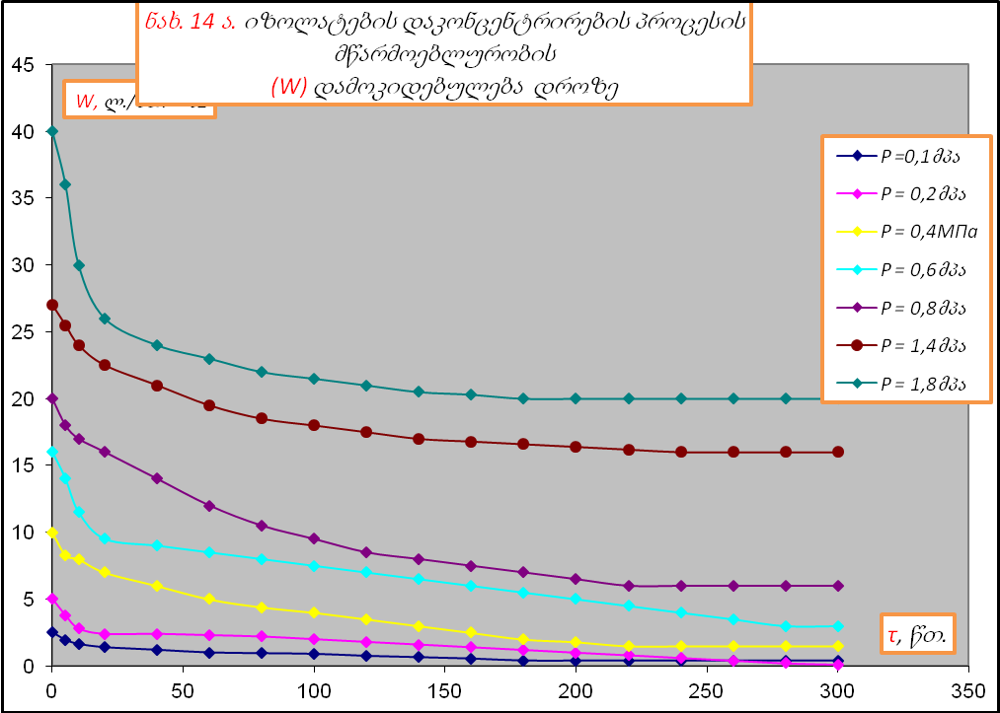 ნახ. 14 ა. იზოლატების დაკონცენტრირების პროცესის
მწარმოებლურობის
(W) დამოკიდებულება დროზე
W, ლ./
45
40
35
30
25
20
15
10
5
0
0 50 100 150 200 250 300 350
P =0,1მპა
P = 0,2მპა
P = 0,4МПа
P = 0,6მპა
P = 0,8მპა
P = 1,4მპა
P = 1,8მპა
τ, წთ.